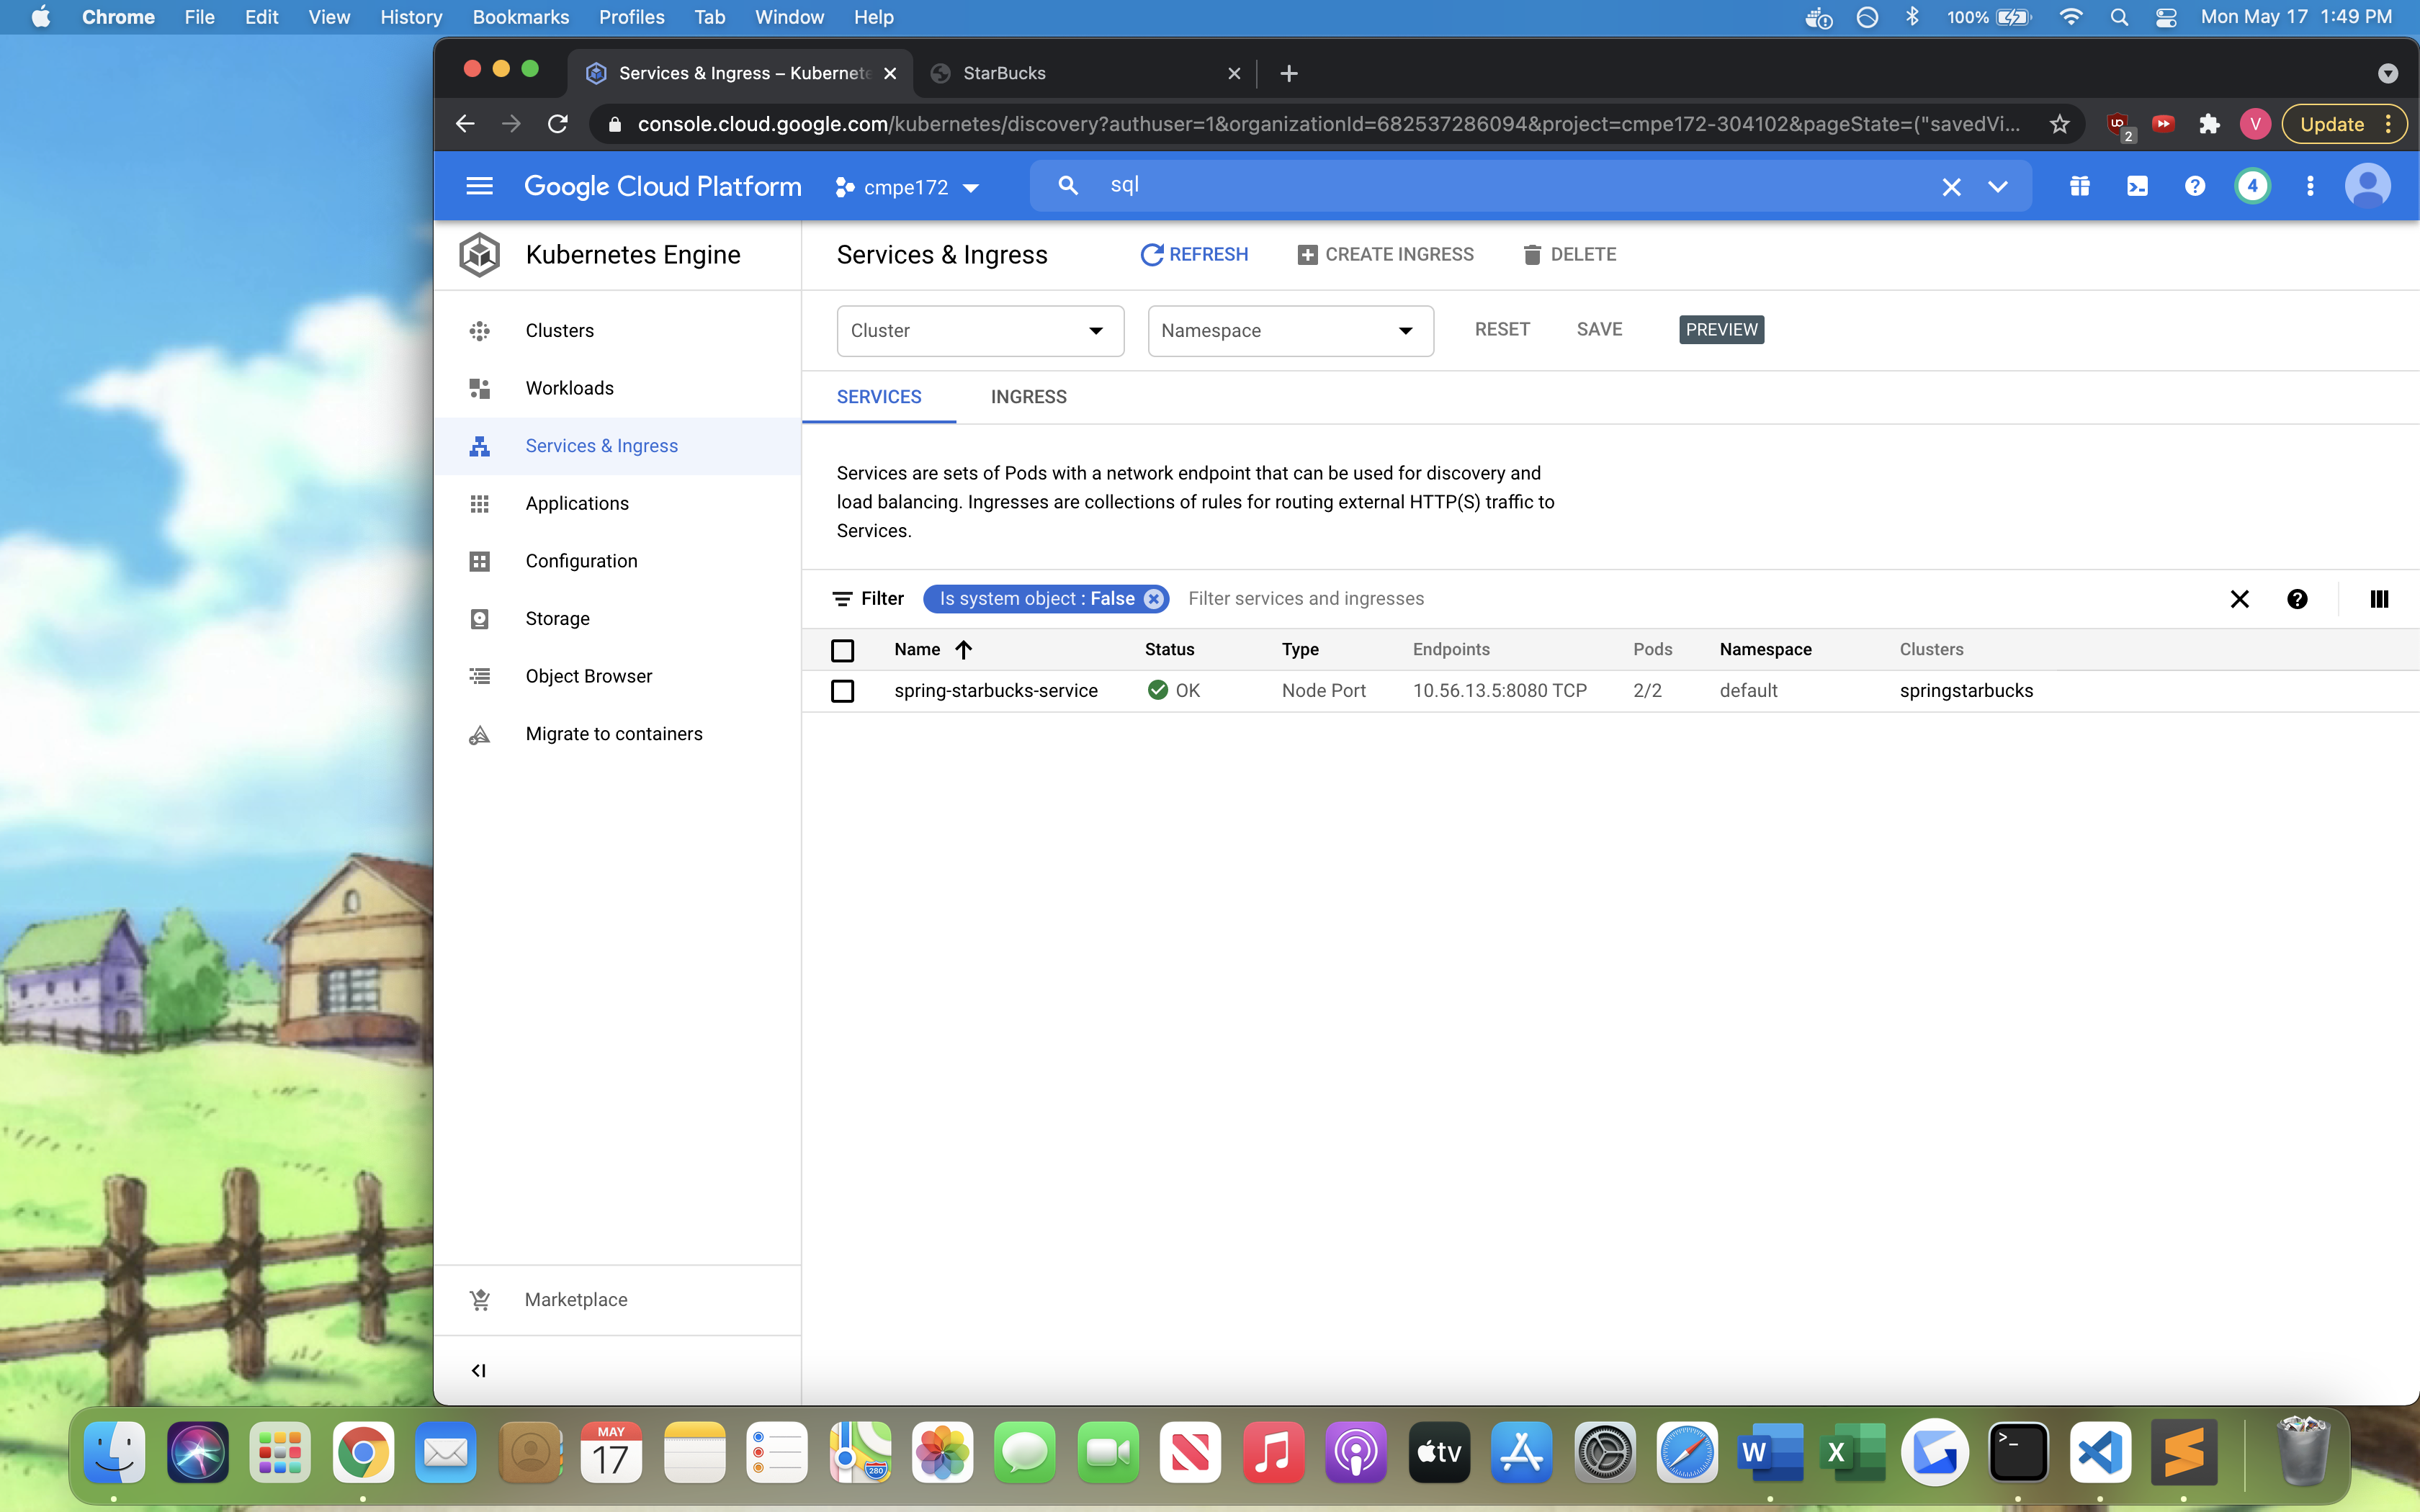 Chrome File Edit View History Bookmarks Profiles Tab Window Help 100% Mon May 17 1:49 PM
Services & Ingress – Kubernete StarBucks
console.cloud.google.com/kubernetes/discovery?authuser=1&organizationId=682537286094&project=cmpe172-304102&pageState=("savedVi... 2 V Update
Google Cloud Platform cmpe172 sql 4
Kubernetes Engine
Services & Ingress REFRESH CREATE INGRESS DELETE
Clusters
Workloads
Services & Ingress
Applications
Configuration
Storage
Object Browser
Migrate to containers
Marketplace
Cluster Namespace RESET SAVE PREVIEW
SERVICES INGRESS
Services are sets of Pods with a network endpoint that can be used for discovery and
load balancing. Ingresses are collections of rules for routing external HTTP(S) traffic to
Services.
Filter Is system object : False Filter services and ingresses
Name Status Type Endpoints Pods Namespace Clusters
spring-starbucks-service OK Node Port 10.56.13.5:8080 TCP 2/2 default springstarbucks
MAY
17
280
tv
W
X
>_